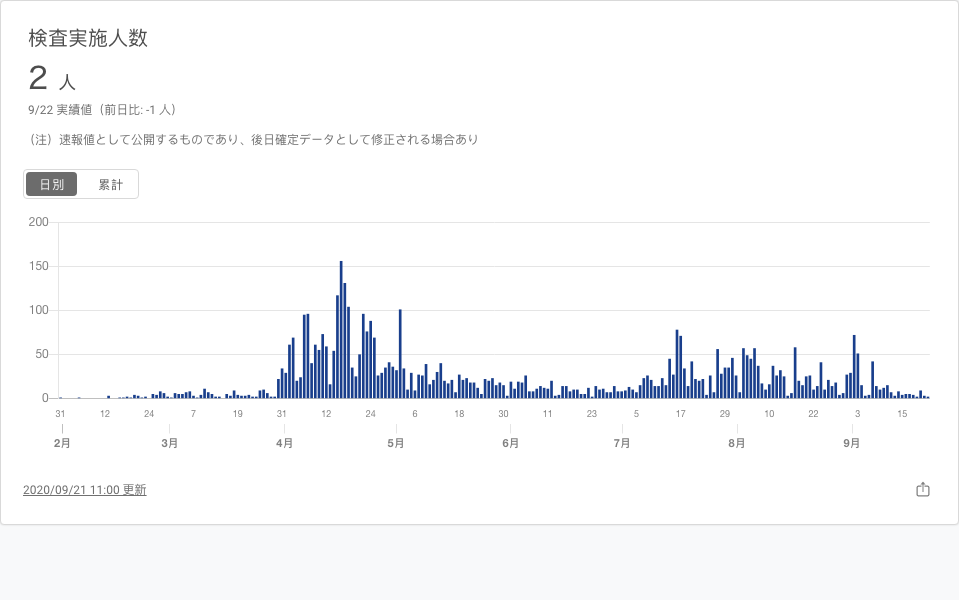 検査実施人数
2 人
9/22 実績値（前日比: -1 人）
（注）速報値として公開するものであり、後日確定データとして修正される場合あり
日別 累計
200
150
100
50
0
31 12 24 7 19 31 12 24 6 18 30 11 23 5 17 29 10 22 3 15
2月 3月 4月 5月 6月 7月 8月 9月
2020/09/21 11:00 更新